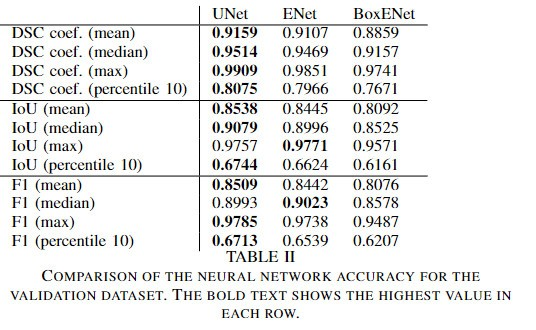 UNet ENet BoxENet
DSC coef. (mean) 0.9159 0.9107 0.8859
DSC coef. (median) 0.9514 0.9469 0.9157
DSC coef. (max) 0.9909 0.9851 0.9741
DSC coef. (percentile 10) 0.8075 0.7966 0.7671
IoU (mean) 0.8538 0.8445 0.8092
IoU (median) 0.9079 0.8996 0.8525
IoU (max) 0.9757 0.9771 0.9571
IoU (percentile 10) 0.6744 0.6624 0.6161
F1 (mean) 0.8509 0.8442 0.8076
F1 (median) 0.8993 0.9023 0.8578
F1 (max) 0.9785 0.9738 0.9487
F1 (percentile 10) 0.6713 0.6539 0.6207
TABLE II
COMPARISON OF THE NEURAL NETWORK ACCURACY FOR THE
VALIDATION DATASET. THE BOLD TEXT SHOWS THE HIGHEST VALUE IN
EACH ROW.